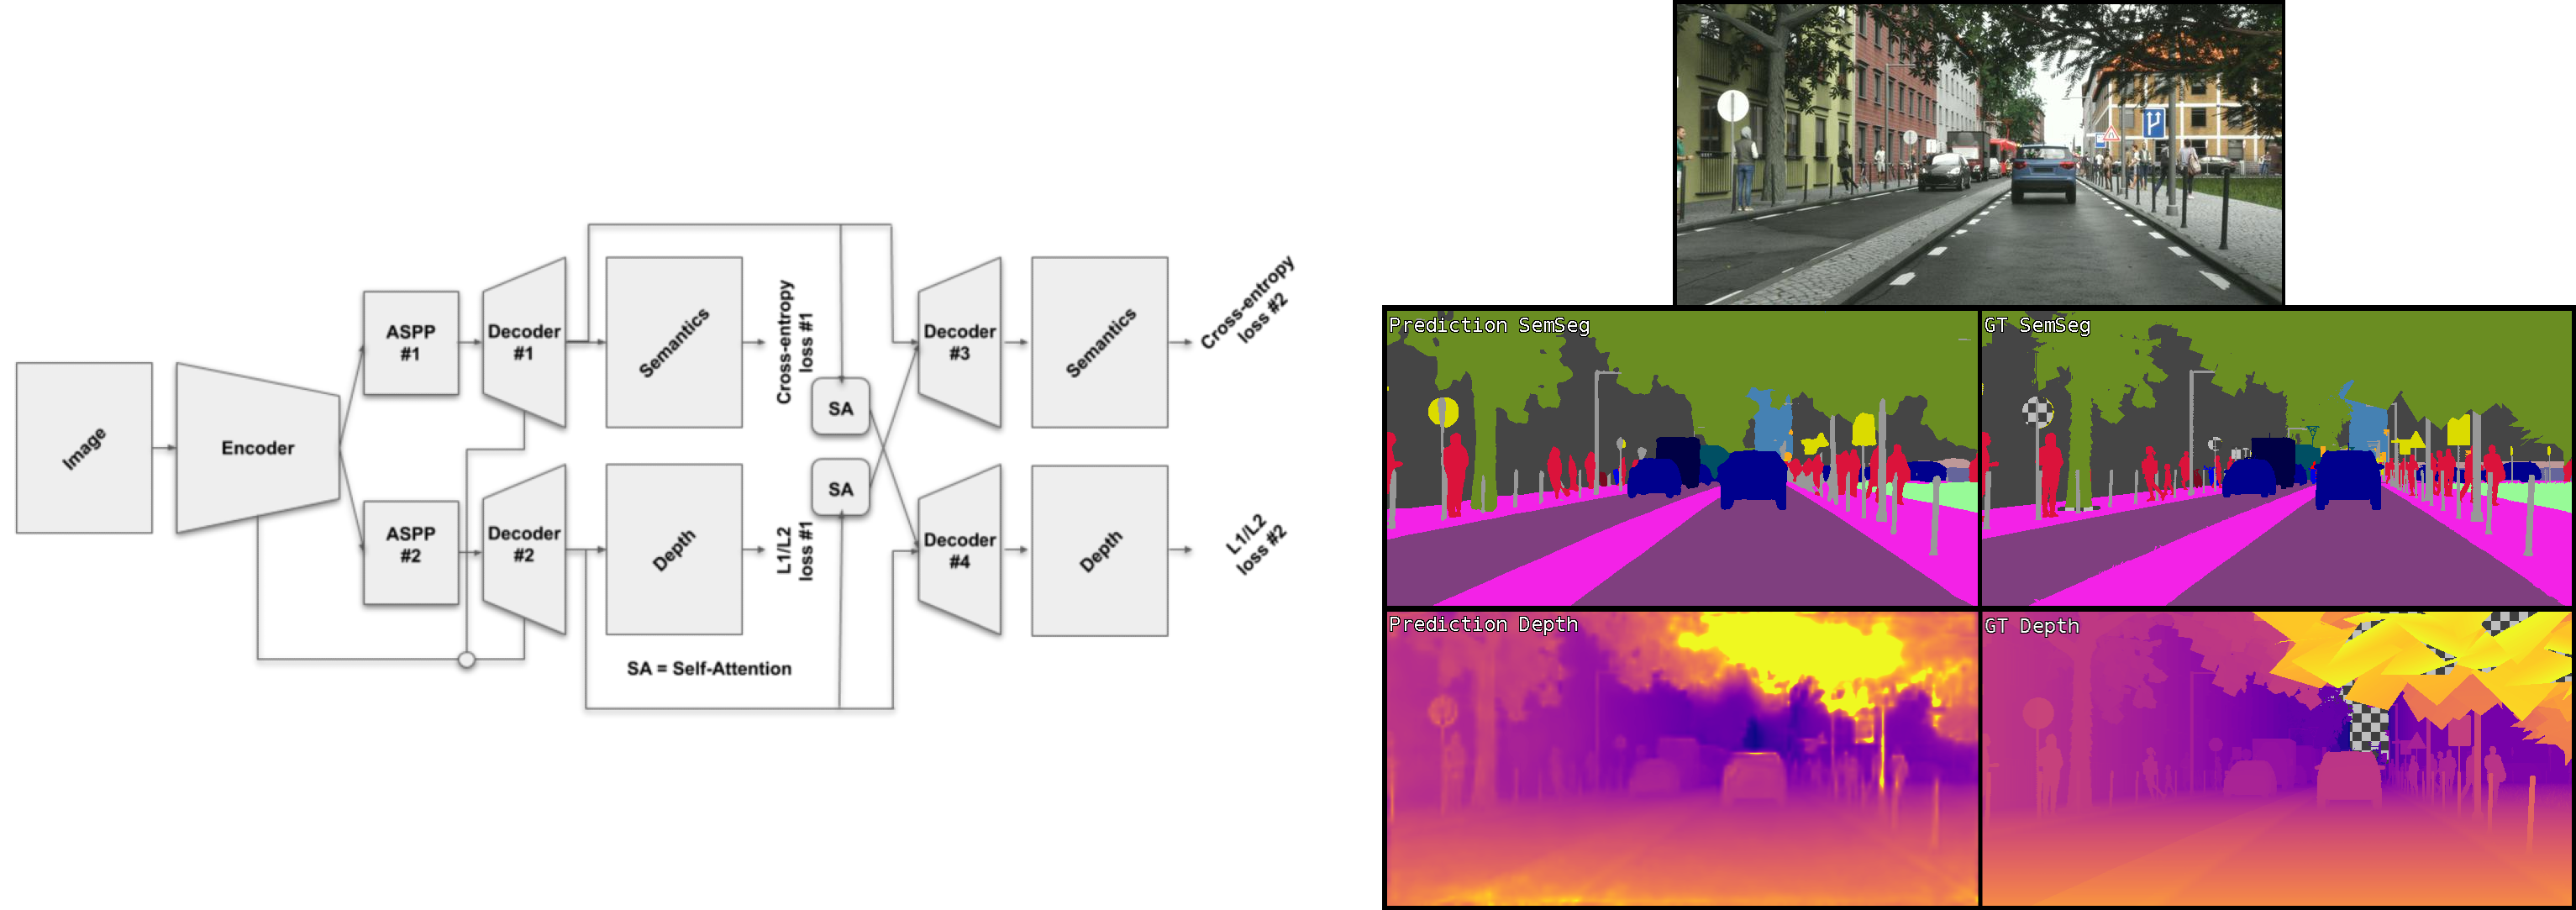 Image
Encoder
ASPP
#1
ASPP
#2
Decoder
#1
Decoder
#2
Semantics
Depth
Cross-entropy
loss #1
L1/L2
loss #1
SA
SA
SA = Self-Attention
Decoder
#3
Decoder
#4
Semantics
Depth
Cross-entropy
loss #2
L1/L2
loss #2
Prediction SemSeg
GT SemSeg
Prediction Depth
GT Depth